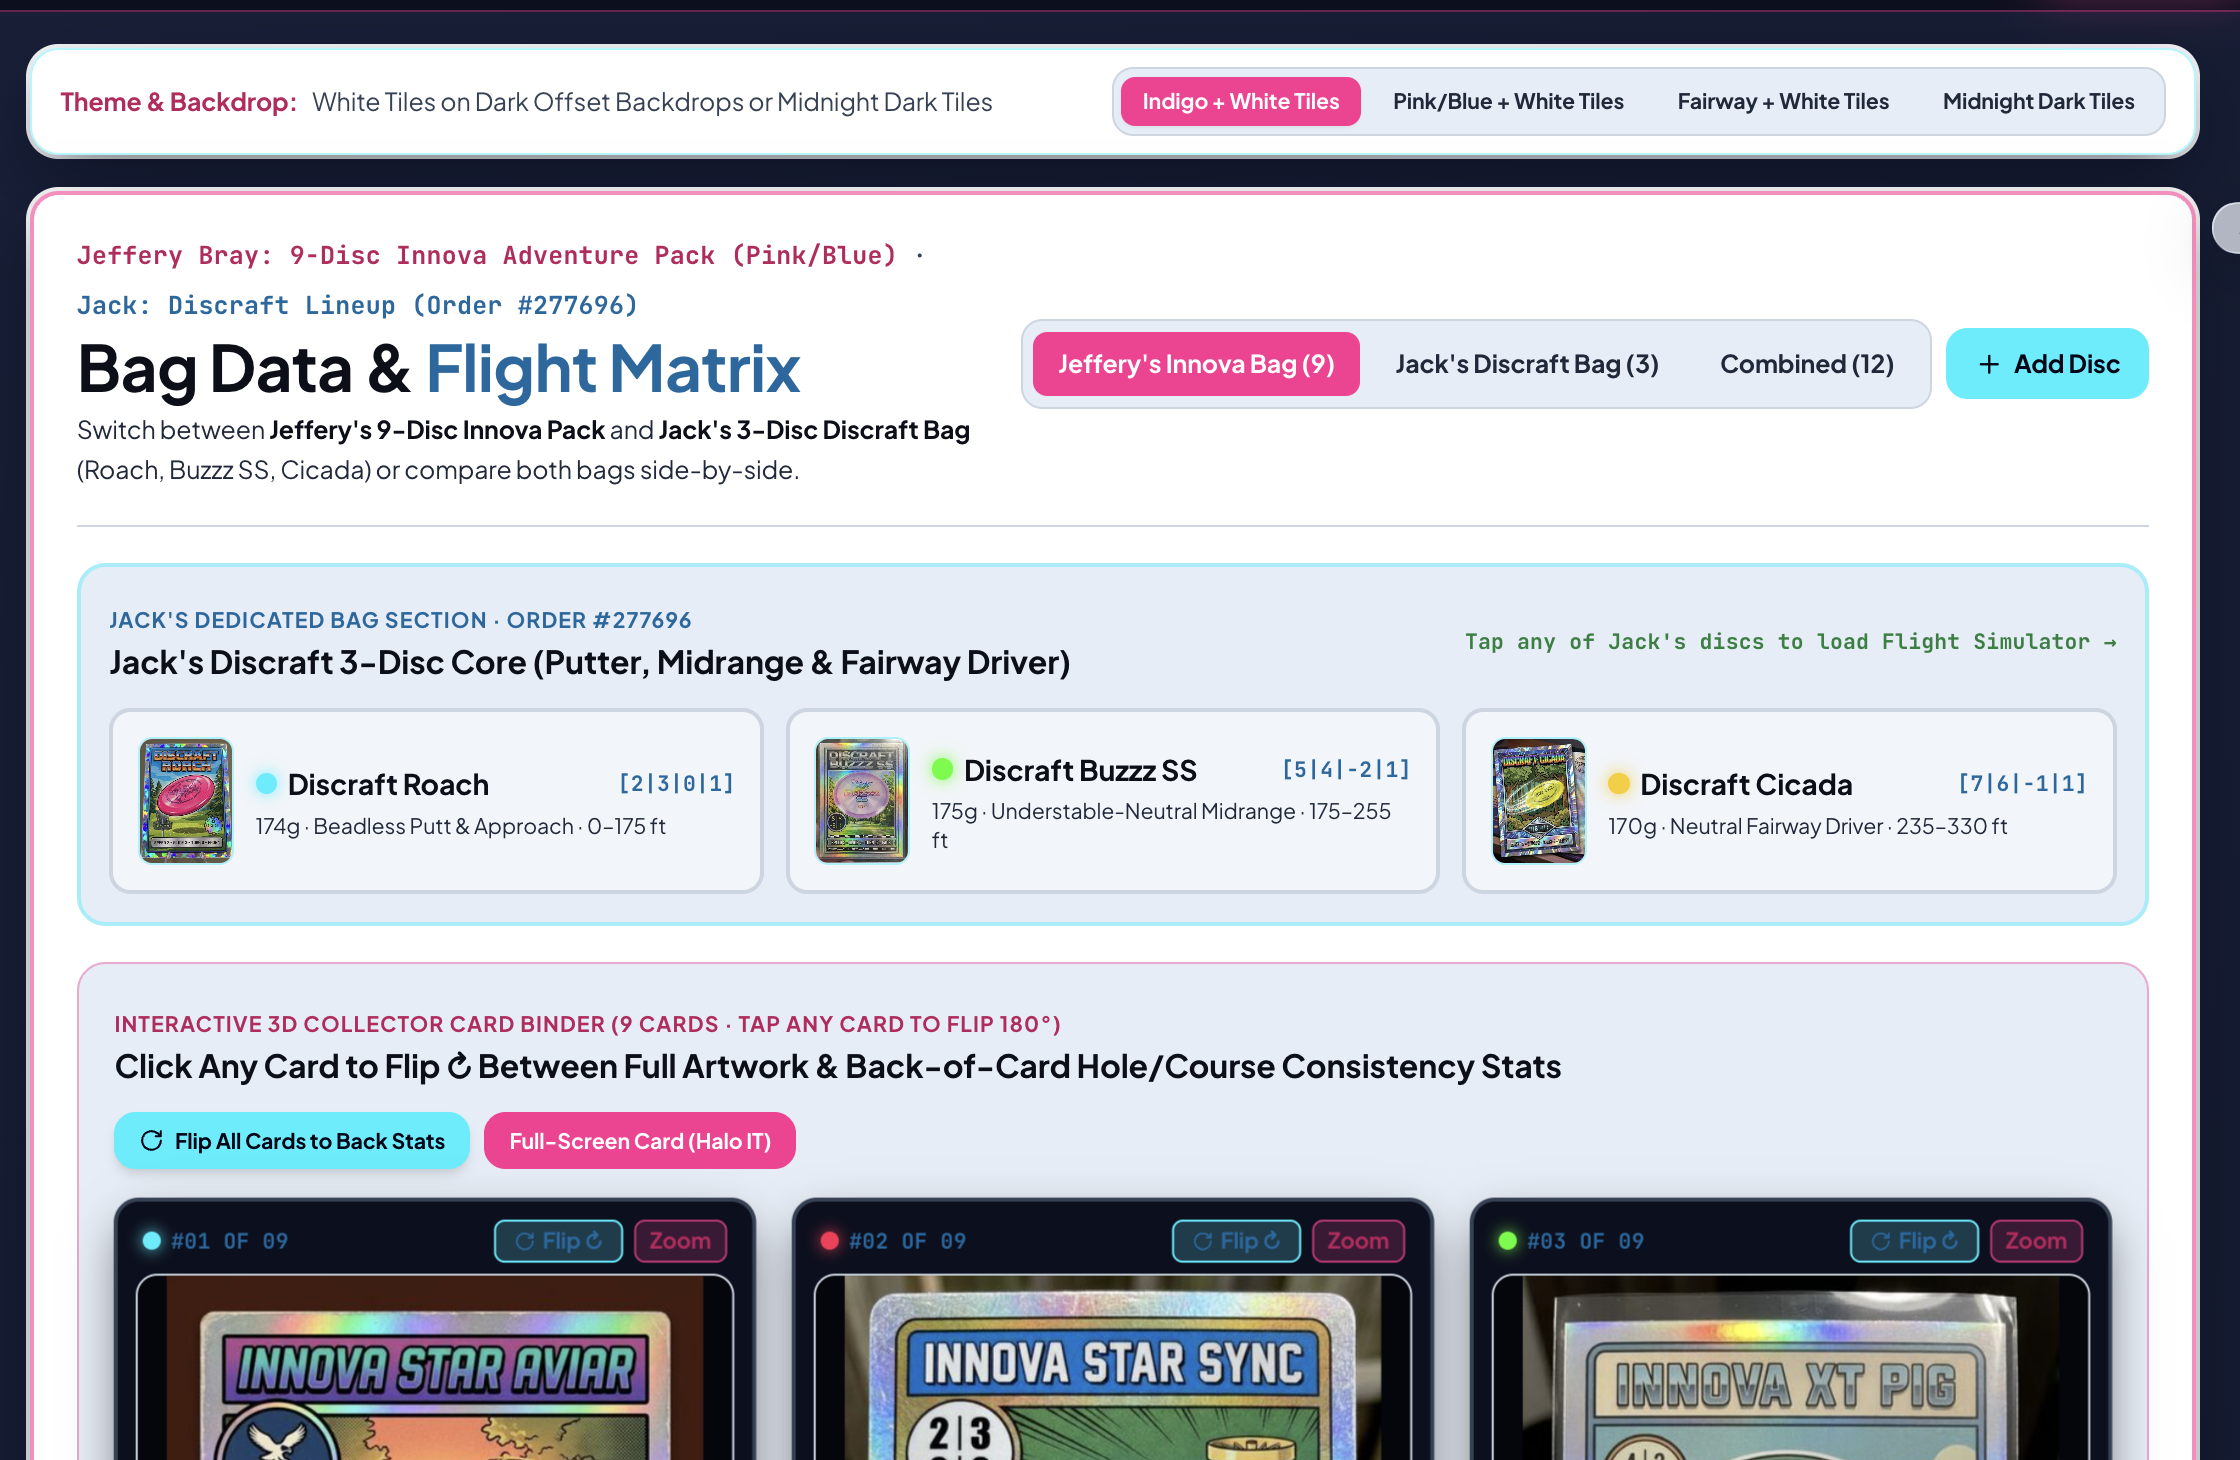 Theme & Backdrop: White Tiles on Dark Offset Backdrops or Midnight Dark Tiles
Indigo + White Tiles
Pink/Blue + White Tiles
Fairway + White Tiles
Midnight Dark Tiles
Jeffery Bray: 9-Disc Innova Adventure Pack (Pink/Blue) ·
Jack: Discraft Lineup (Order #277696)
Bag Data & Flight Matrix
Switch between Jeffery's 9-Disc Innova Pack and Jack's 3-Disc Discraft Bag
(Roach, Buzzz SS, Cicada) or compare both bags side-by-side.
Jeffery's Innova Bag (9)
Jack's Discraft Bag (3)
Combined (12)
+ Add Disc
JACK'S DEDICATED BAG SECTION · ORDER #277696
Jack's Discraft 3-Disc Core (Putter, Midrange & Fairway Driver)
Tap any of Jack's discs to load Flight Simulator →
DISCRAFT
ROACH
Discraft Roach
[2|3|0|1]
174g · Beadless Putt & Approach · 0-175 ft
DISCRAFT
BUZZZ SS
Discraft Buzzz SS
[5|4|-2|1]
175g · Understable-Neutral Midrange · 175-255
ft
DISCRAFT CICADA
Discraft Cicada
[7|6|-1|1]
170g · Neutral Fairway Driver · 235-330 ft
INTERACTIVE 3D COLLECTOR CARD BINDER (9 CARDS · TAP ANY CARD TO FLIP 180°)
Click Any Card to Flip ↻ Between Full Artwork & Back-of-Card Hole/Course Consistency Stats
Flip All Cards to Back Stats
Full-Screen Card (Halo IT)
#01 OF 09
Flip ↻
Zoom
INNOVA STAR AVIAR
#02 OF 09
Flip ↻
Zoom
INNOVA STAR SYNC
2|3
#03 OF 09
Flip ↻
Zoom
INNOVA XT PIG